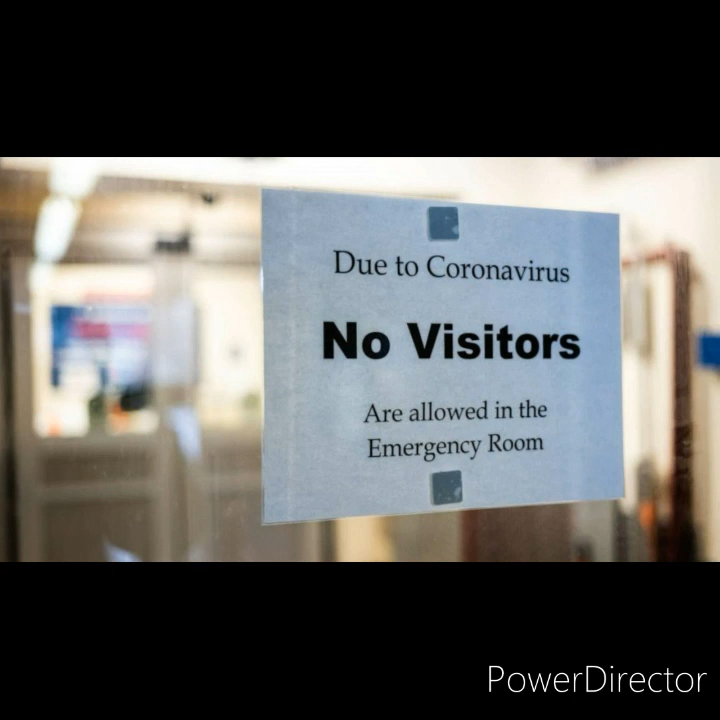 Due to Coronavirus
No Visitors
Are allowed in the
Emergency Room
PowerDirector